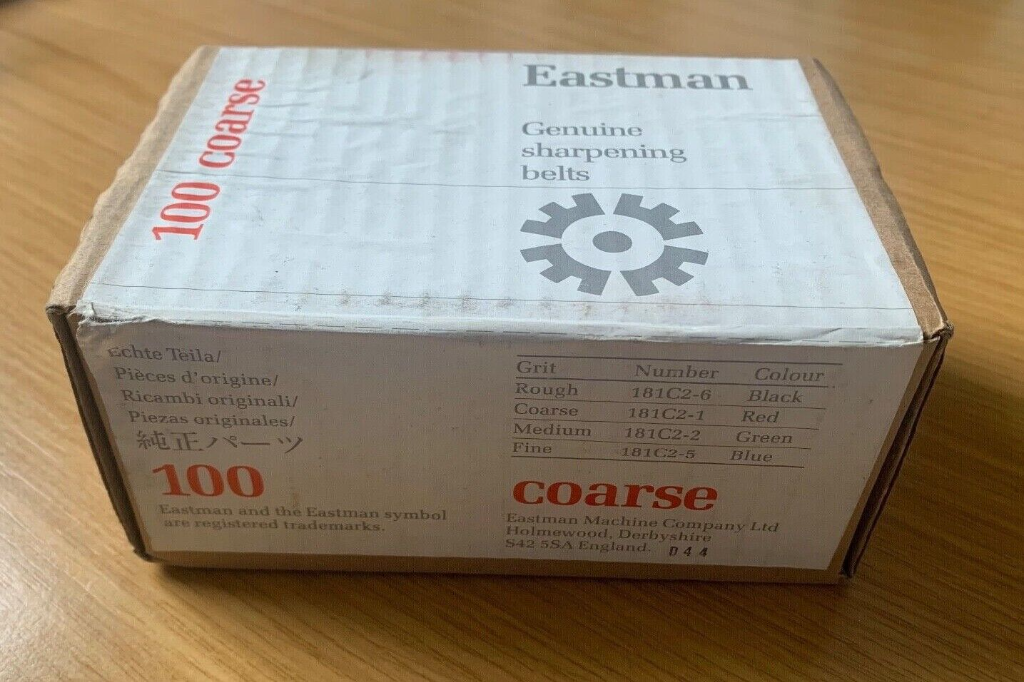 100 coarse
Eastman
Genuine
sharpening
belts
Echte Teila/
Pièces d'origine/
Ricambi originali/
Piezas originales/
純正パーツ
100
Eastman and the Eastman symbol
are registered trademarks.
Grit Number Colour
Rough 181C2-6 Black
Coarse 181C2-1 Red
Medium 181C2-2 Green
Fine 181C2-5 Blue
coarse
Eastman Machine Company Ltd
Holmewood, Derbyshire
S42 5SA England. D44